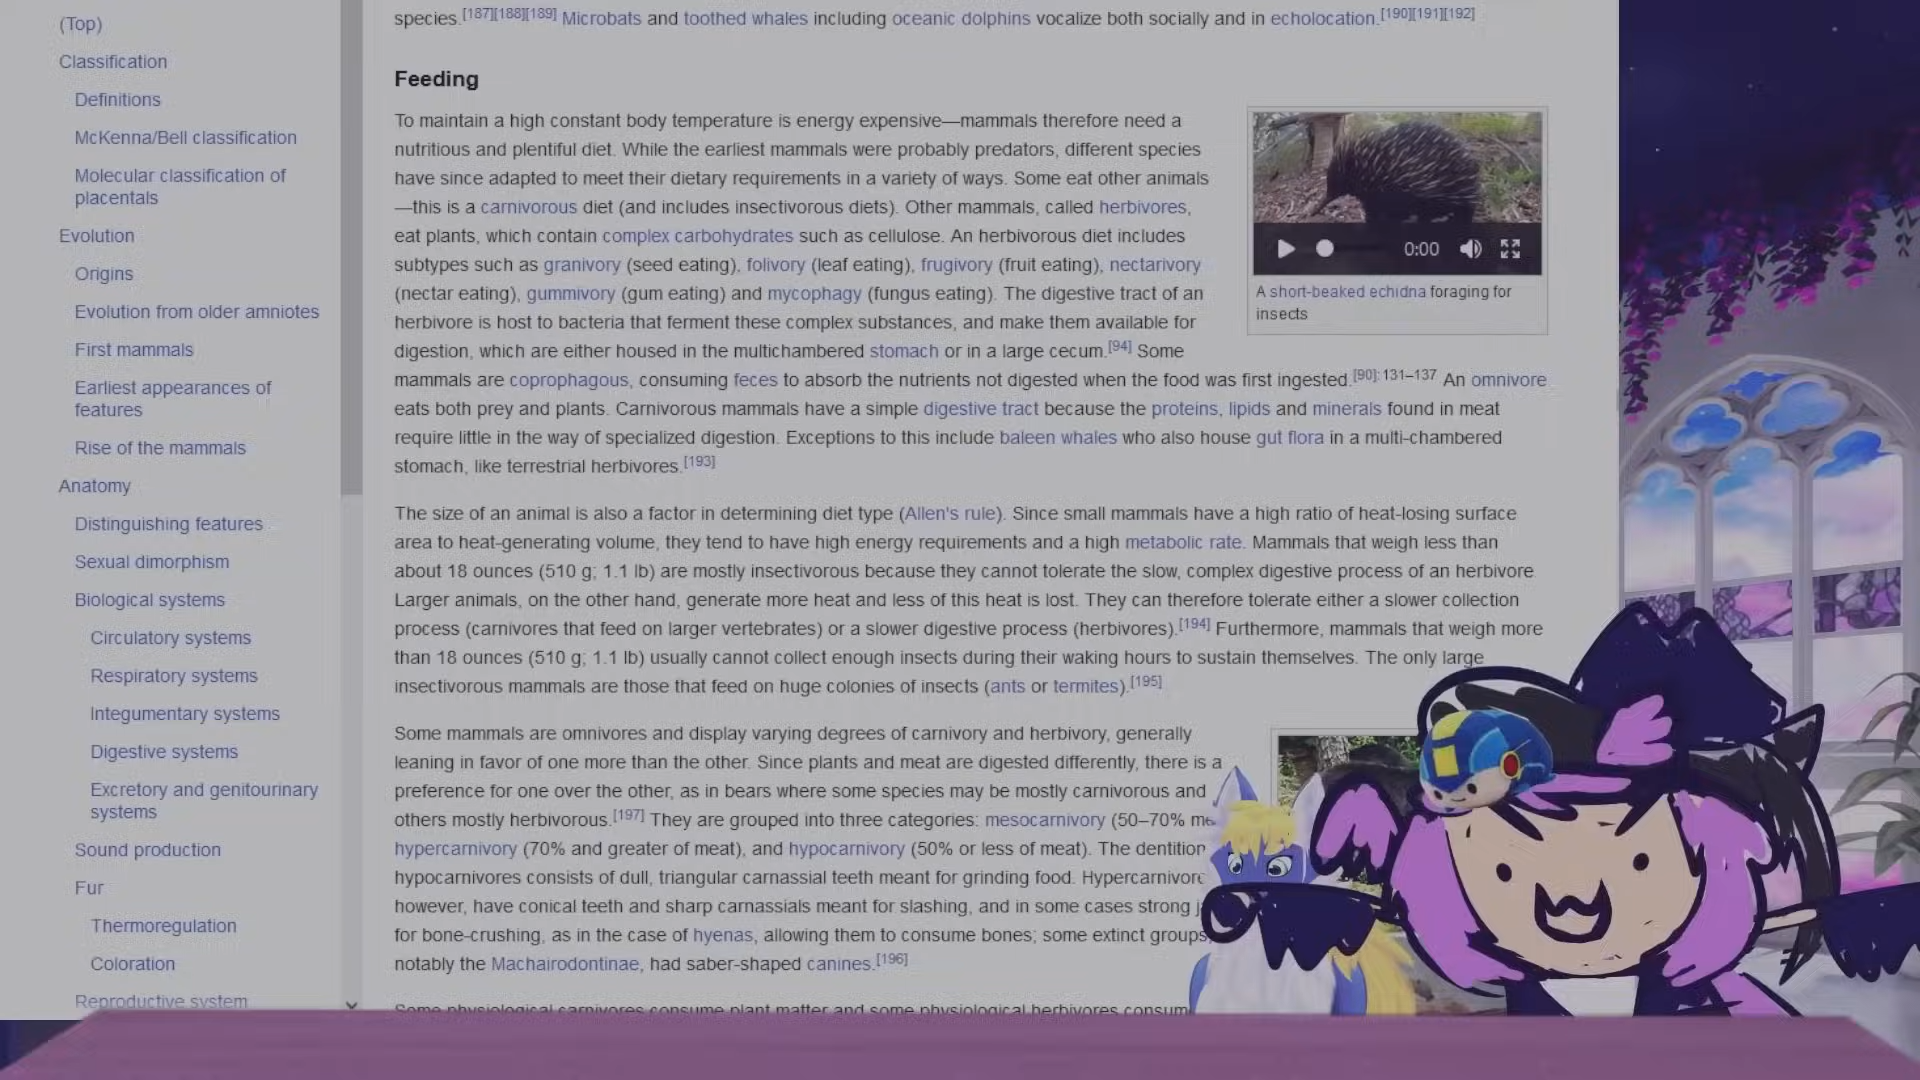 (Top)
Classification
Definitions
McKenna/Bell classification
Molecular classification of
placentals
Evolution
Origins
Evolution from older amniotes
First mammals
Earliest appearances of
features
Rise of the mammals
Anatomy
Distinguishing features
Sexual dimorphism
Biological systems
Circulatory systems
Respiratory systems
Integumentary systems
Digestive systems
Excretory and genitourinary
systems
Sound production
Fur
Thermoregulation
Coloration
Reproductive system
species.[187][188][189] Microbats and toothed whales including oceanic dolphins vocalize both socially and in echolocation.[190][191][192]
Feeding
To maintain a high constant body temperature is energy expensive—mammals therefore need a
nutritious and plentiful diet. While the earliest mammals were probably predators, different species
have since adapted to meet their dietary requirements in a variety of ways. Some eat other animals
—this is a carnivorous diet (and includes insectivorous diets). Other mammals, called herbivores,
eat plants, which contain complex carbohydrates such as cellulose. An herbivorous diet includes
subtypes such as granivory (seed eating), folivory (leaf eating), frugivory (fruit eating), nectarivory
(nectar eating), gummivory (gum eating) and mycophagy (fungus eating). The digestive tract of an
herbivore is host to bacteria that ferment these complex substances, and make them available for
digestion, which are either housed in the multichambered stomach or in a large cecum.[94] Some
mammals are coprophagous, consuming feces to absorb the nutrients not digested when the food was first ingested.[90]: 131–137 An omnivore
eats both prey and plants. Carnivorous mammals have a simple digestive tract because the proteins, lipids and minerals found in meat
require little in the way of specialized digestion. Exceptions to this include baleen whales who also house gut flora in a multi-chambered
stomach, like terrestrial herbivores.[193]
0:00
A short-beaked echidna foraging for
insects
The size of an animal is also a factor in determining diet type (Allen's rule). Since small mammals have a high ratio of heat-losing surface
area to heat-generating volume, they tend to have high energy requirements and a high metabolic rate. Mammals that weigh less than
about 18 ounces (510 g; 1.1 lb) are mostly insectivorous because they cannot tolerate the slow, complex digestive process of an herbivore.
Larger animals, on the other hand, generate more heat and less of this heat is lost. They can therefore tolerate either a slower collection
process (carnivores that feed on larger vertebrates) or a slower digestive process (herbivores).[194] Furthermore, mammals that weigh more
than 18 ounces (510 g; 1.1 lb) usually cannot collect enough insects during their waking hours to sustain themselves. The only large
insectivorous mammals are those that feed on huge colonies of insects (ants or termites).[195]
Some mammals are omnivores and display varying degrees of carnivory and herbivory, generally
leaning in favor of one more than the other. Since plants and meat are digested differently, there is a
preference for one over the other, as in bears where some species may be mostly carnivorous and
others mostly herbivorous.[197] They are grouped into three categories: mesocarnivory (50–70%
hypercarnivory (70% and greater of meat), and hypocarnivory (50% or less of meat). The dentition
hypocarnivores consists of dull, triangular carnassial teeth meant for grinding food. Hypercarnivore
however, have conical teeth and sharp carnassials meant for slashing, and in some cases strong
for bone-crushing, as in the case of hyenas, allowing them to consume bones; some extinct groups,
notably the Machairodontinae, had saber-shaped canines.[196]
Some physiological carnivores consume plant matter and some physiological herbivores consum